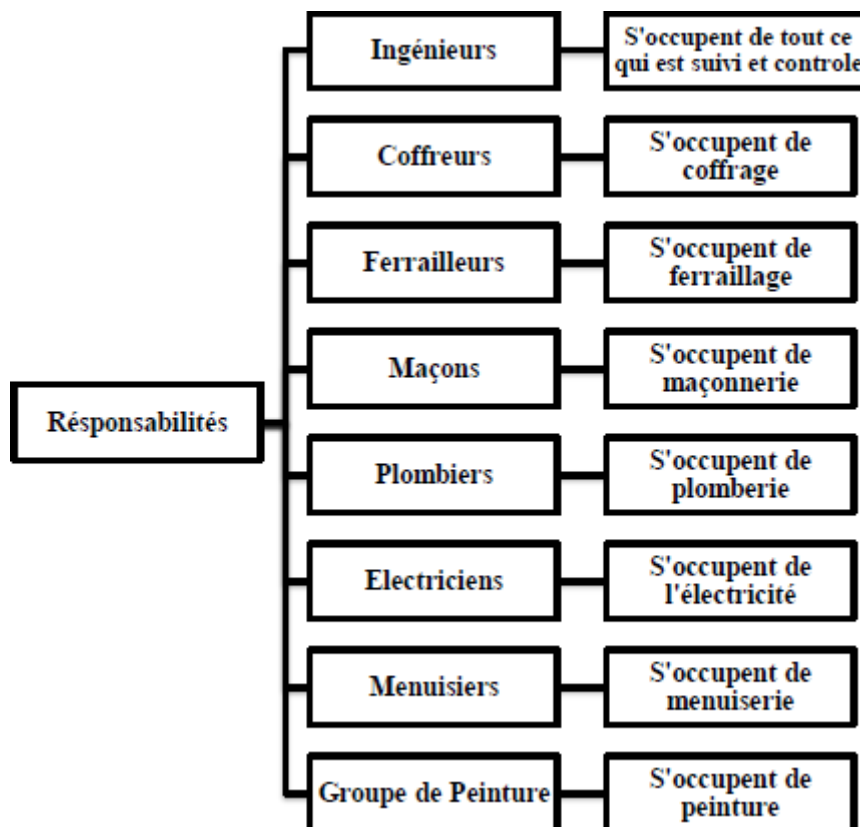 Ingénieurs
S'occupent de tout ce
qui est suivi et controle
Coffreurs
S'occupent de
coffrage
Ferrailleurs
S'occupent de
ferraillage
Maçons
S'occupent de
maçonnerie
Résponsabilités
Plombiers
S'occupent de
plomberie
Electriciens
S'occupent de
l'électricité
Menuisiers
S'occupent de
menuiserie
Groupe de Peinture
S'occupent de
peinture